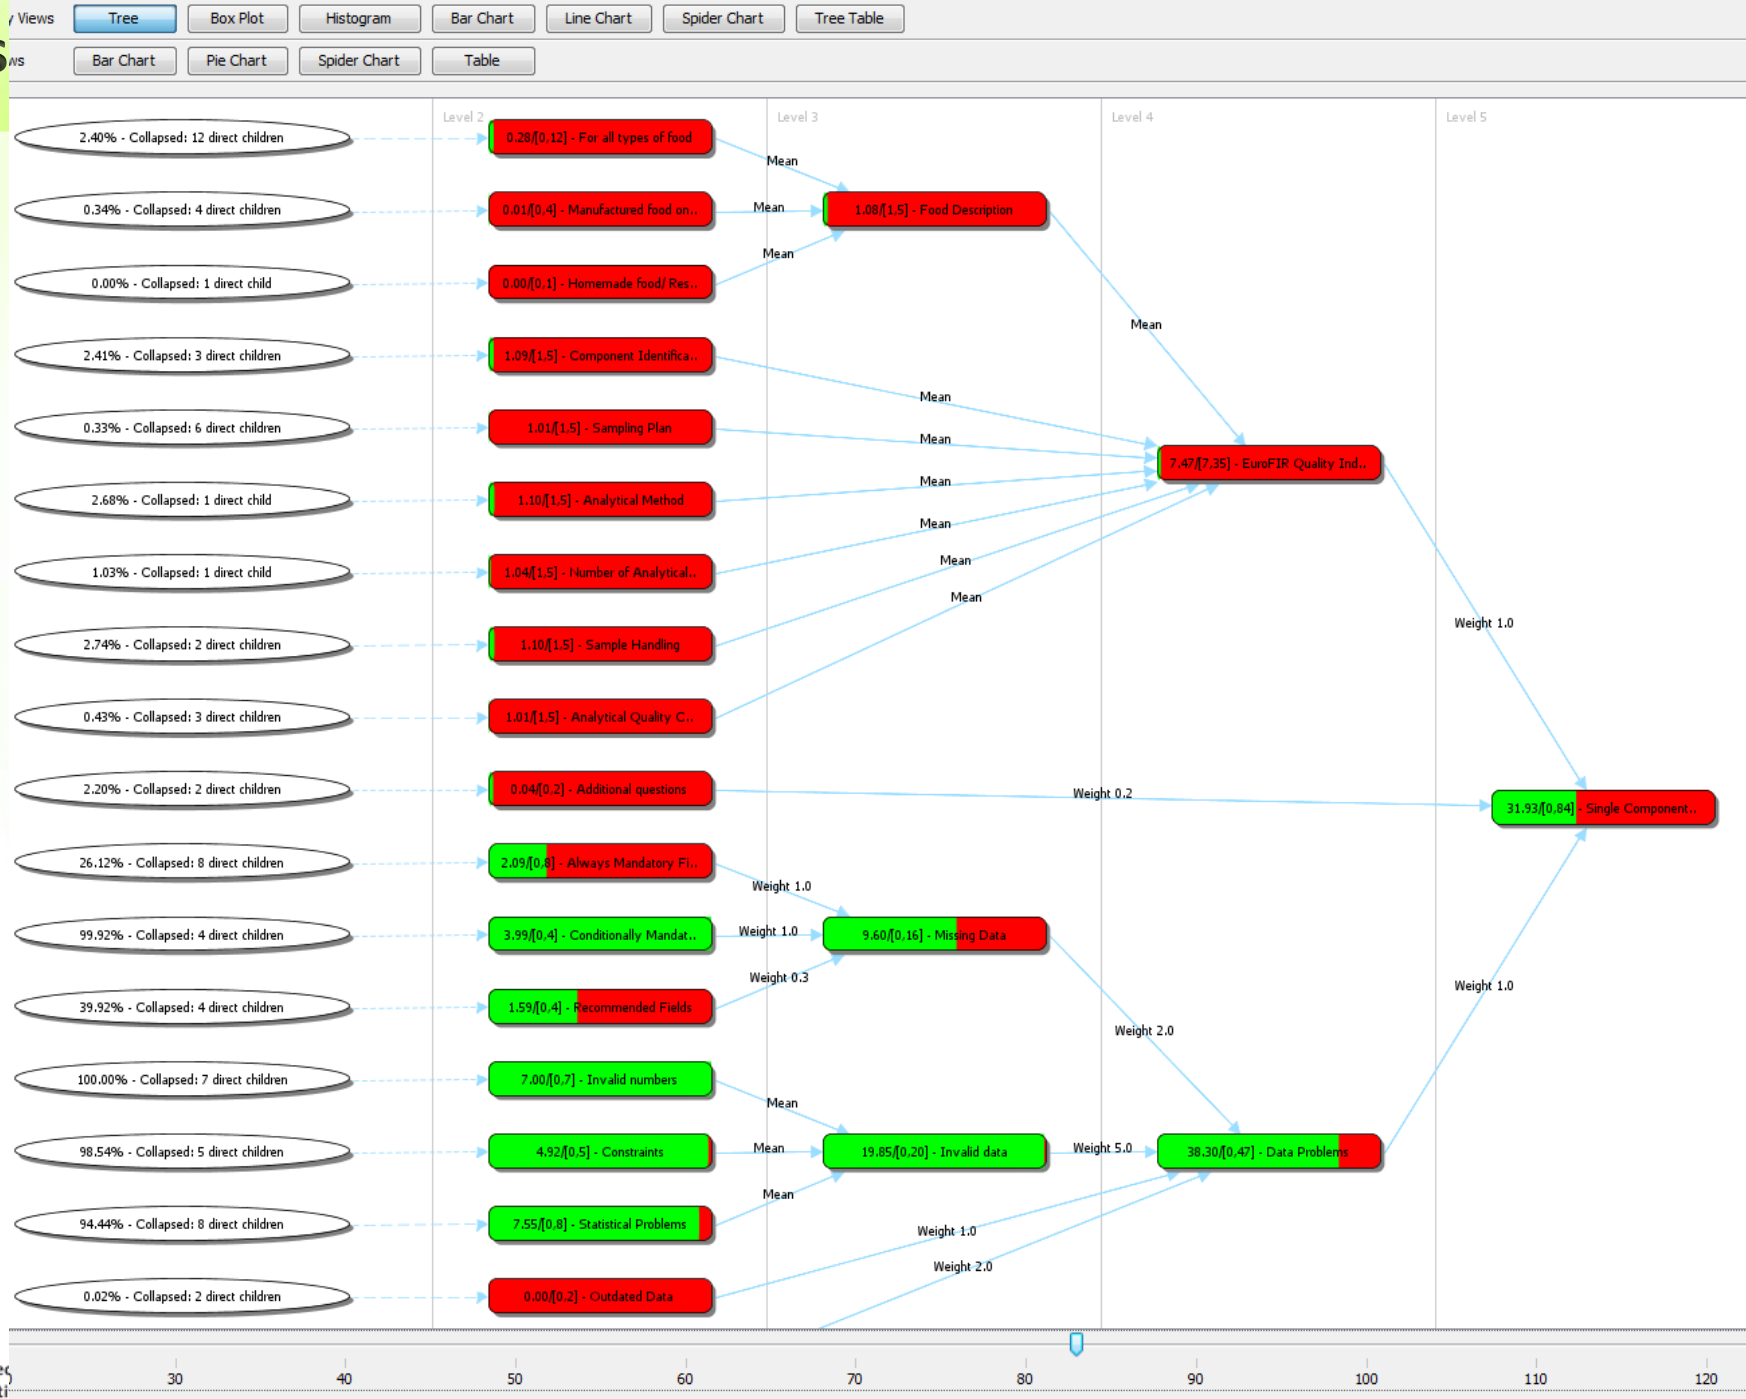 y Views Tree Box Plot Histogram Bar Chart Line Chart Spider Chart Tree Table
ws Bar Chart Pie Chart Spider Chart Table
Level 2 Level 3 Level 4 Level 5
2.40% - Collapsed: 12 direct children 0.28/[0,12] - For all types of food
Mean
0.34% - Collapsed: 4 direct children 0.01/[0,4] - Manufactured food on.. Mean 1.08/[1,5] - Food Description
Mean
0.00% - Collapsed: 1 direct child 0.00/[0,1] - Homemade food/ Res..
Mean
2.41% - Collapsed: 3 direct children 1.09/[1,5] - Component Identifica..
Mean
0.33% - Collapsed: 6 direct children 1.01/[1,5] - Sampling Plan
Mean
7.47/[7,35] - EuroFIR Quality Ind..
Mean
2.68% - Collapsed: 1 direct child 1.10/[1,5] - Analytical Method
Mean
Mean
1.03% - Collapsed: 1 direct child 1.04/[1,5] - Number of Analytical..
Mean
Weight 1.0
2.74% - Collapsed: 2 direct children 1.10/[1,5] - Sample Handling
0.43% - Collapsed: 3 direct children 1.01/[1,5] - Analytical Quality C..
2.20% - Collapsed: 2 direct children 0.04/[0,2] - Additional questions Weight 0.2
31.93/[0,84] - Single Component..
26.12% - Collapsed: 8 direct children 2.09/[0,8] - Always Mandatory Fi..
Weight 1.0
99.92% - Collapsed: 4 direct children 3.99/[0,4] - Conditionally Mandat.. Weight 1.0 9.60/[0,16] - Missing Data
Weight 0.3
Weight 1.0
39.92% - Collapsed: 4 direct children 1.59/[0,4] - Recommended Fields
Weight 2.0
100.00% - Collapsed: 7 direct children 7.00/[0,7] - Invalid numbers
Mean
98.54% - Collapsed: 5 direct children 4.92/[0,5] - Constraints Mean 19.85/[0,20] - Invalid data Weight 5.0 38.30/[0,47] - Data Problems
Mean
94.44% - Collapsed: 8 direct children 7.55/[0,8] - Statistical Problems
Weight 1.0
Weight 2.0
0.02% - Collapsed: 2 direct children 0.00/[0,2] - Outdated Data
30 40 50 60 70 80 90 100 110 120